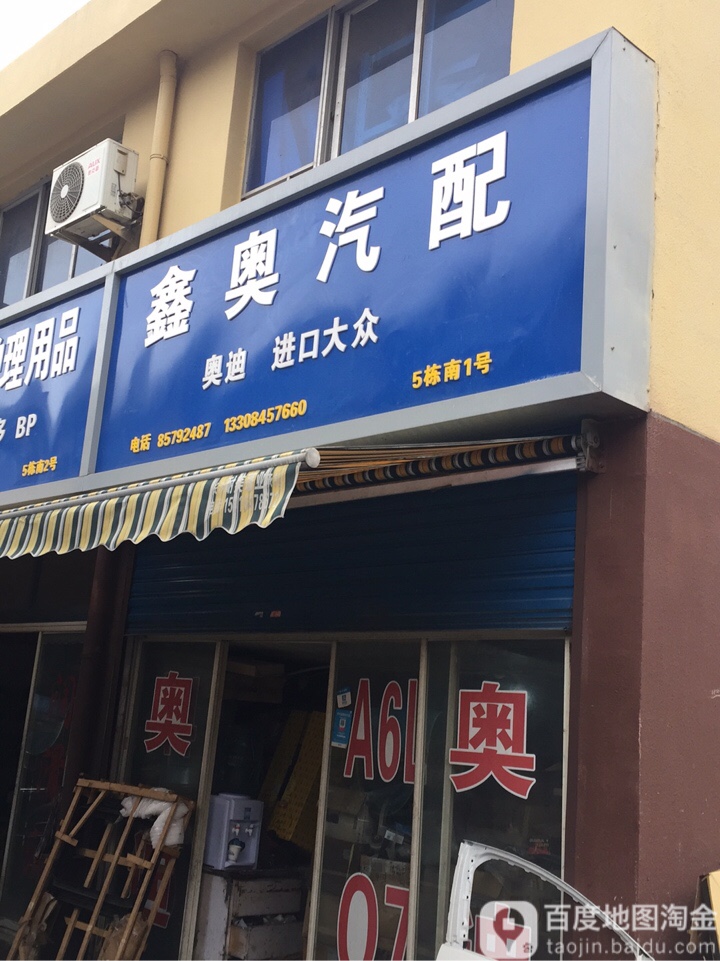 鑫奥汽配
奥迪 进口大众
5栋南1号
电话 85792487 13308457660
理用品
BP
5栋南2号
奥 A6L 奥
Q7
百度地图淘金
taojin.baidu.com